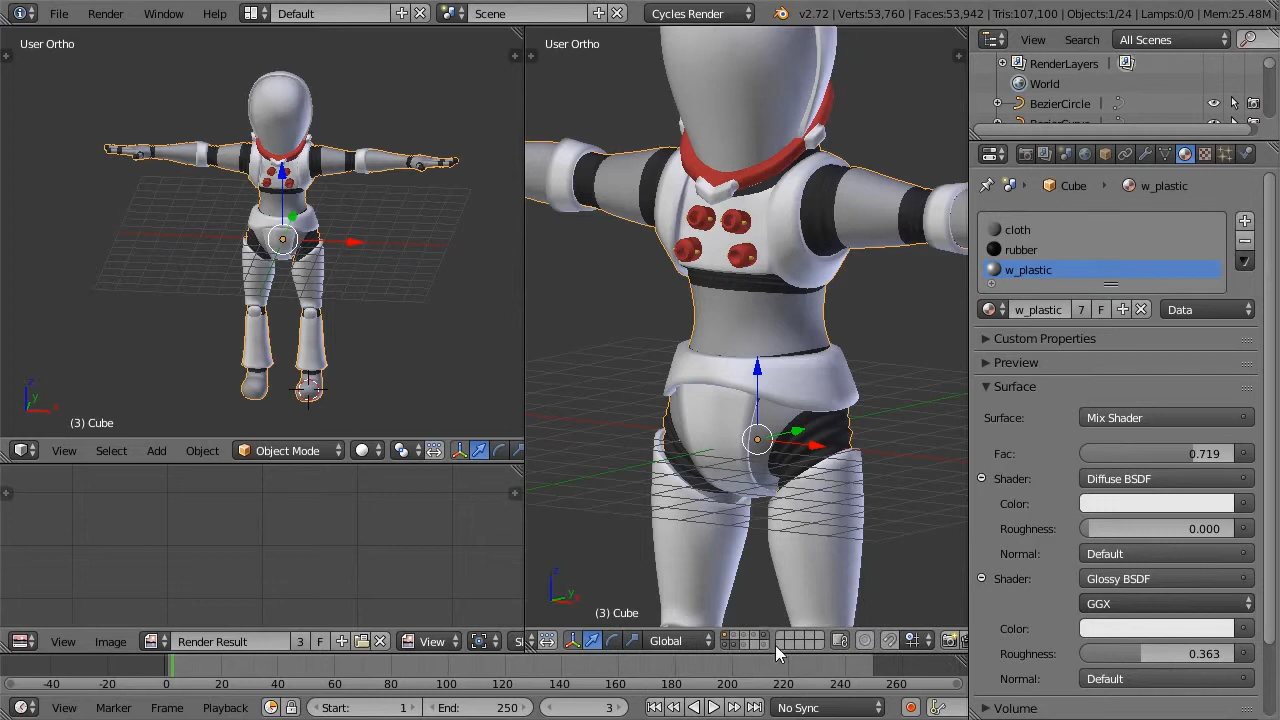 File Render Window Help Default Scene Cycles Render v2.72 | Verts:53,760 | Faces:53,942 | Tris:107,100 | Objects:1/24 | Lamps:0/0 | Mem:25.48M
User Ortho
User Ortho
View Search All Scenes
RenderLayers
World
BezierCircle
Cube w_plastic
cloth
rubber
w_plastic
w_plastic 7 F Data
Custom Properties
Preview
Surface
Surface: Mix Shader
Fac: 0.719
Shader: Diffuse BSDF
Color:
Roughness: 0.000
Normal: Default
Shader: Glossy BSDF
GGX
Color:
Roughness: 0.363
Normal: Default
Volume
z
y
x
(3) Cube
View Select Add Object Object Mode
z
y
x
(3) Cube
View Image Render Result 3 F View
Global
-40 -20 0 20 40 60 80 100 120 140 160 180 200 220 240 260
View Marker Frame Playback Start: 1 End: 250 3 No Sync